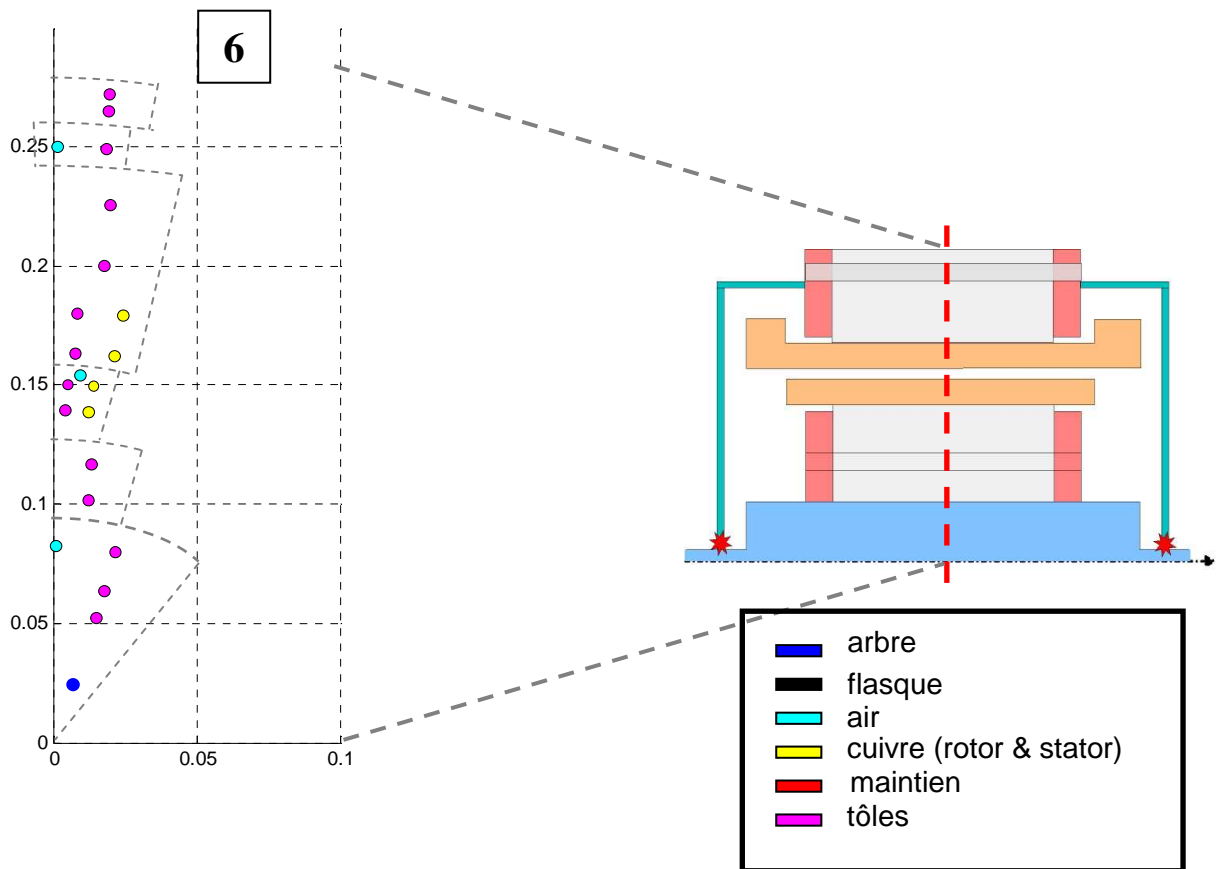 6
0.25
0.2
0.15
0.1
0.05
0
0 0.05 0.1
arbre
flasque
air
cuivre (rotor & stator)
maintien
tôles